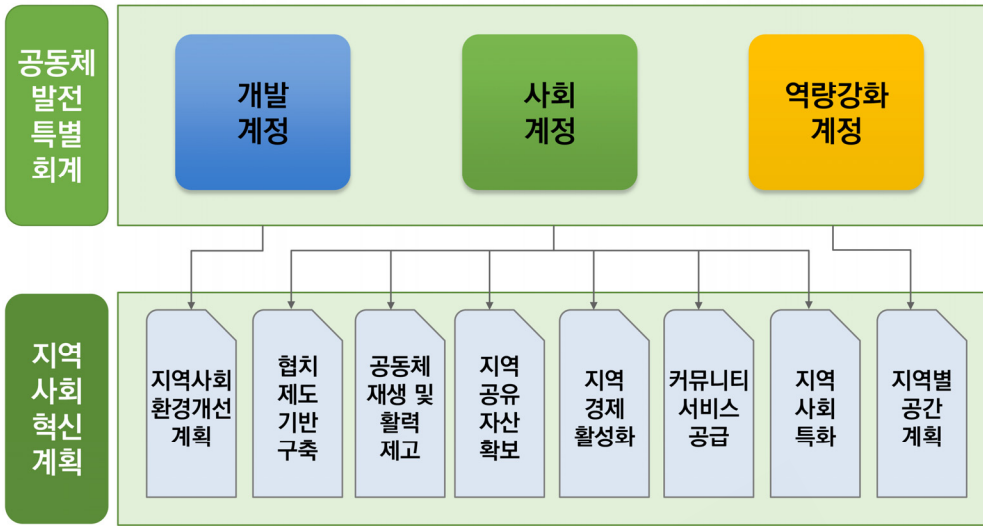 공동체
발전
특별
회계
개발
계정
사회
계정
역량강화
계정
지역
사회
혁신
계획
지역사회
환경개선
계획
협치
제도
기반
구축
공동체
재생 및
활력
제고
지역
공유
자산
확보
지역
경제
활성화
커뮤니티
서비스
공급
지역
사회
특화
지역별
공간
계획